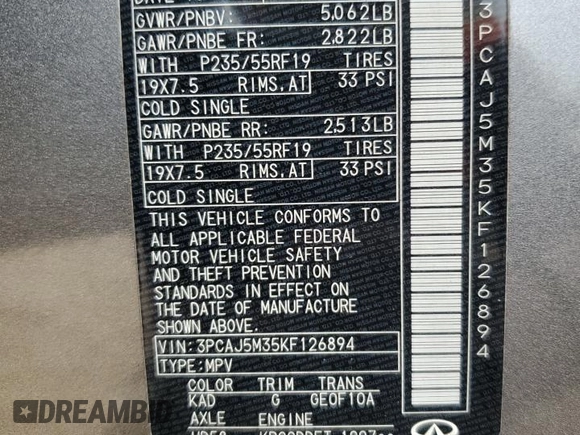 GVWR/PNBV: 5,062LB
GAWR/PNBE FR: 2,822LB
WITH P235/55RF19 TIRES
19X7.5 RIMS,AT 33 PSI
COLD SINGLE
GAWR/PNBE RR: 2,513LB
WITH P235/55RF19 TIRES
19X7.5 RIMS,AT 33 PSI
COLD SINGLE
THIS VEHICLE CONFORMS TO
ALL APPLICABLE FEDERAL
MOTOR VEHICLE SAFETY
AND THEFT PREVENTION
STANDARDS IN EFFECT ON
THE DATE OF MANUFACTURE
SHOWN ABOVE.
VIN:3PCAJ5M35KF126894
TYPE:MPV
COLOR TRIM TRANS
KAD G GE0F10A
AXLE ENGINE
3PCAJ5M35KF126894
DREAMBID